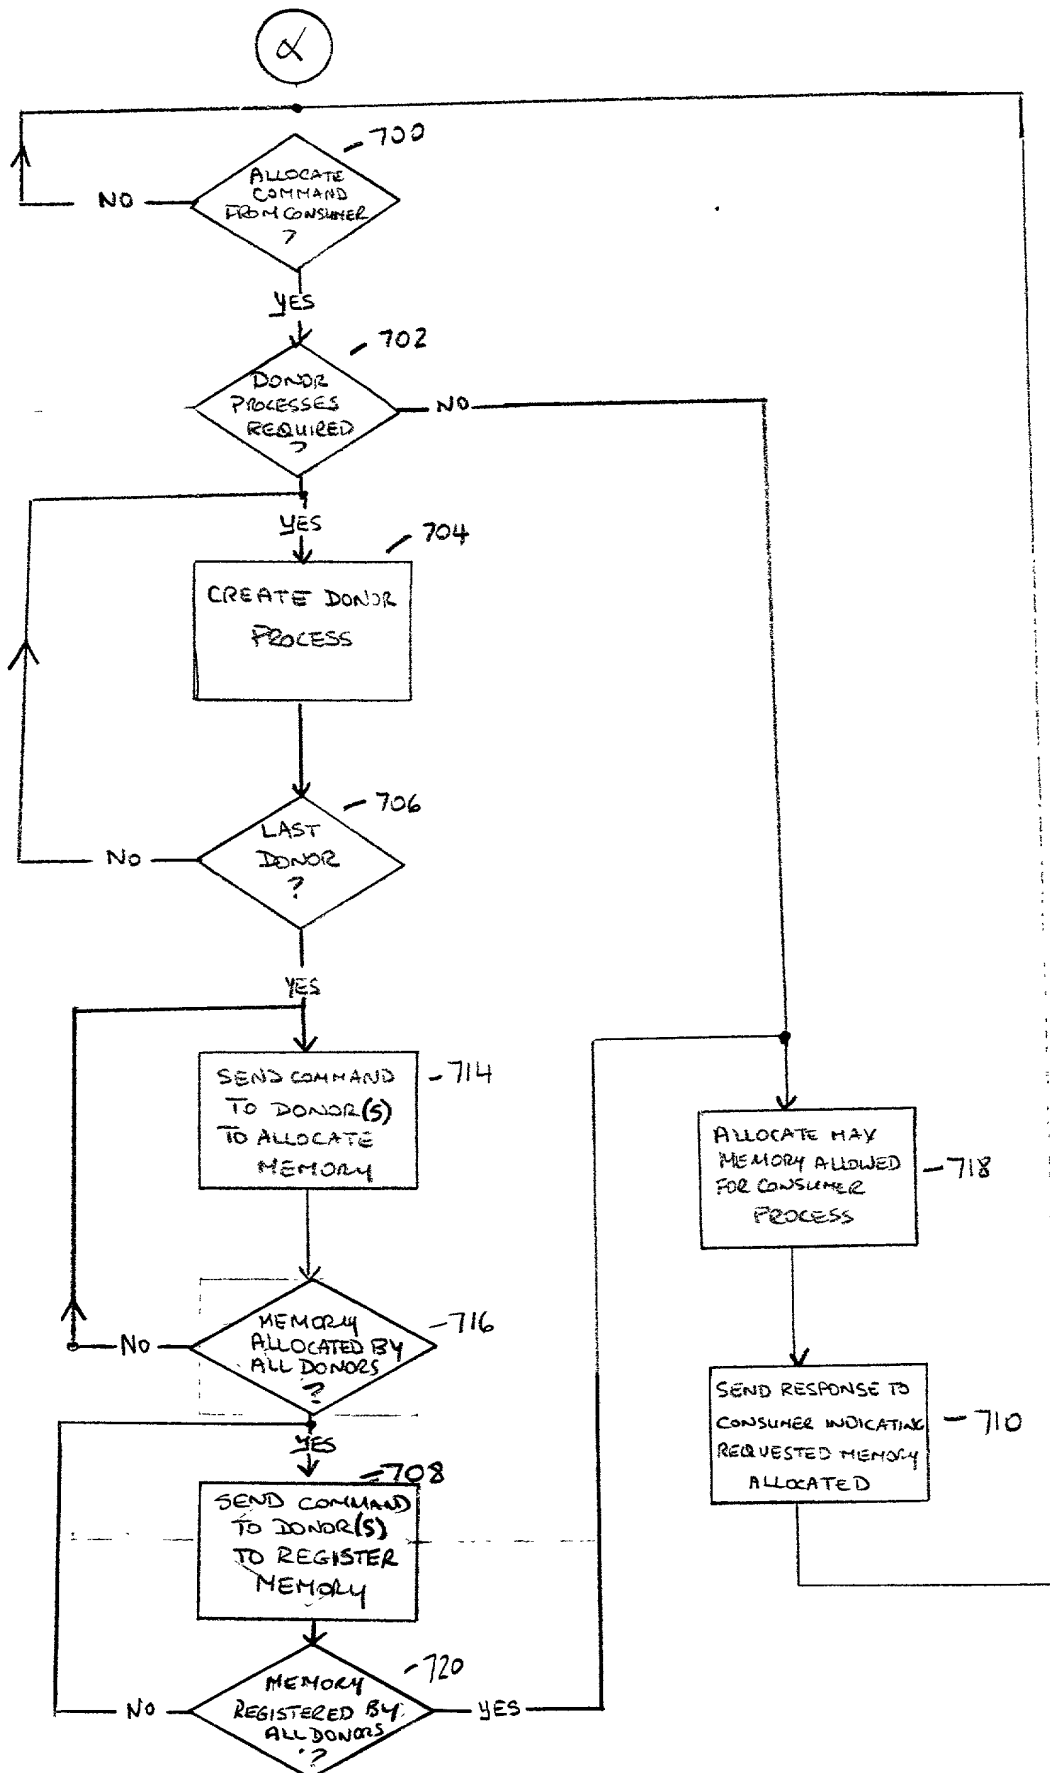 α
700
ALLOCATE
COMMAND
FROM CONSUMER
?
NO
YES
702
DONOR
PROCESSES
REQUIRED
?
NO
YES
704
CREATE DONOR
PROCESS
706
LAST
DONOR
?
NO
YES
714
SEND COMMAND
TO DONOR(S)
TO ALLOCATE
MEMORY
718
ALLOCATE MAX
MEMORY ALLOWED
FOR CONSUMER
PROCESS
716
MEMORY
ALLOCATED BY
ALL DONORS
?
NO
YES
710
SEND RESPONSE TO
CONSUMER INDICATING
REQUESTED MEMORY
ALLOCATED
708
SEND COMMAND
TO DONOR(S)
TO REGISTER
MEMORY
720
MEMORY
REGISTERED BY
ALL DONORS
?
NO
YES